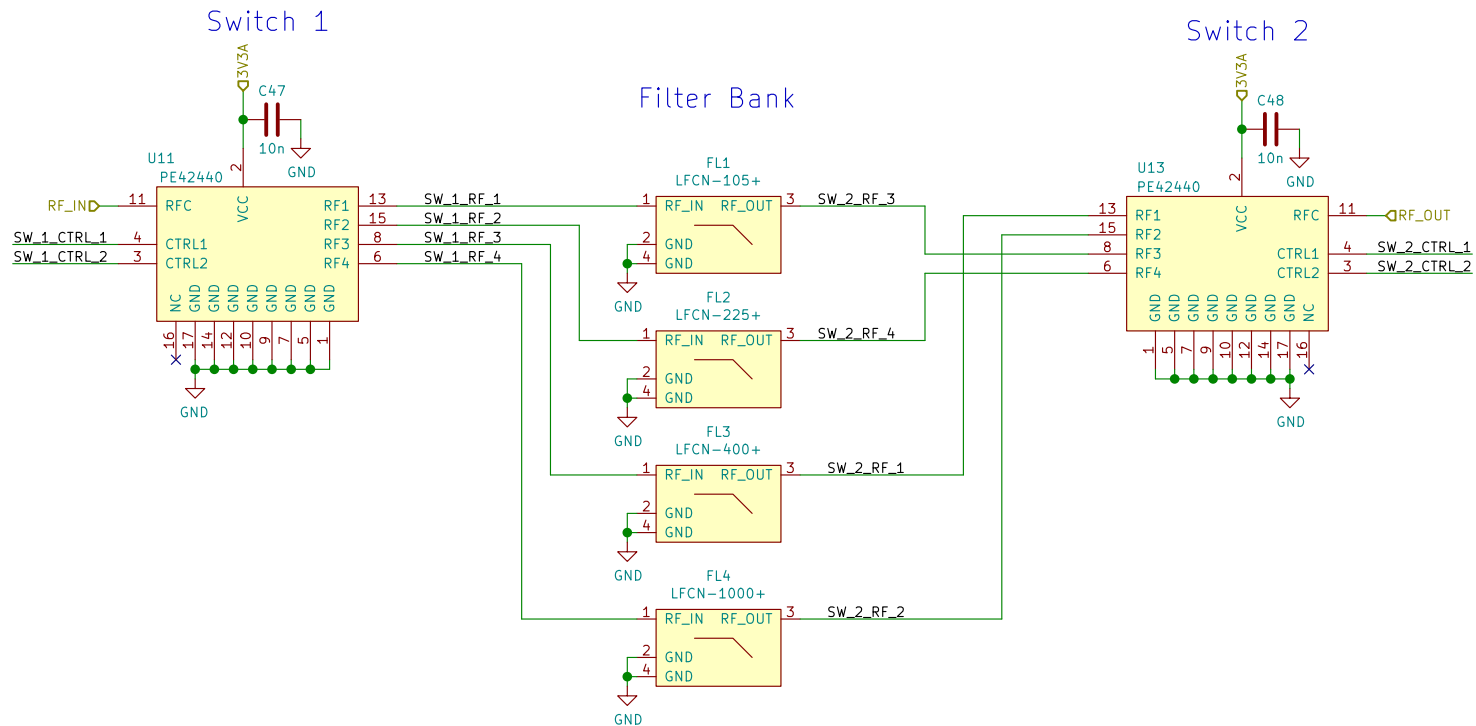 Switch 1
3V3A
C47
10n
GND
U11
PE42440
2
VCC
RF_IN
11
RFC
SW_1_CTRL_1
4
CTRL1
SW_1_CTRL_2
3
CTRL2
RF1
13
SW_1_RF_1
RF2
15
SW_1_RF_2
RF3
8
SW_1_RF_3
RF4
6
SW_1_RF_4
NC GND GND GND GND GND GND GND GND
16 17 14 12 10 9 7 5 1
GND
Filter Bank
FL1
LFCN-105+
1 RF_IN RF_OUT 3
SW_2_RF_3
2 GND
4 GND
GND
FL2
LFCN-225+
1 RF_IN RF_OUT 3
SW_2_RF_4
2 GND
4 GND
GND
FL3
LFCN-400+
1 RF_IN RF_OUT 3
SW_2_RF_1
2 GND
4 GND
GND
FL4
LFCN-1000+
1 RF_IN RF_OUT 3
SW_2_RF_2
2 GND
4 GND
GND
Switch 2
3V3A
C48
10n
GND
U13
PE42440
2
VCC
13 RF1
15 RF2
8 RF3
6 RF4
RFC 11
RF_OUT
CTRL1 4
SW_2_CTRL_1
CTRL2 3
SW_2_CTRL_2
GND GND GND GND GND GND GND GND NC
1 5 7 9 10 12 14 17 16
GND